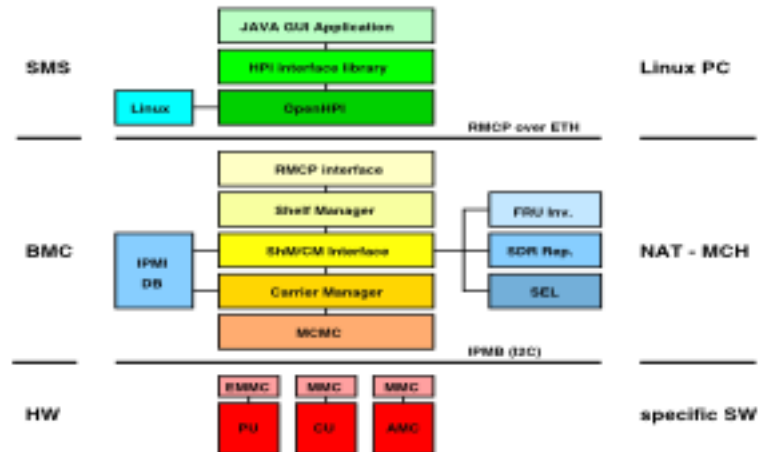 JAVA GUI Application
SMS
HPI Interface library
Linux PC
Linux
OpenHPI
RMCP over ETH
RMCP interface
Shelf Manager
FRU Inv.
BMC
IPMI
DB
ShM/CM Interface
SDR Rep.
NAT - MCH
Carrier Manager
SEL
MCMC
IPMB (I2C)
EMMC
MMC
MMC
HW
PU
CU
AMC
specific SW